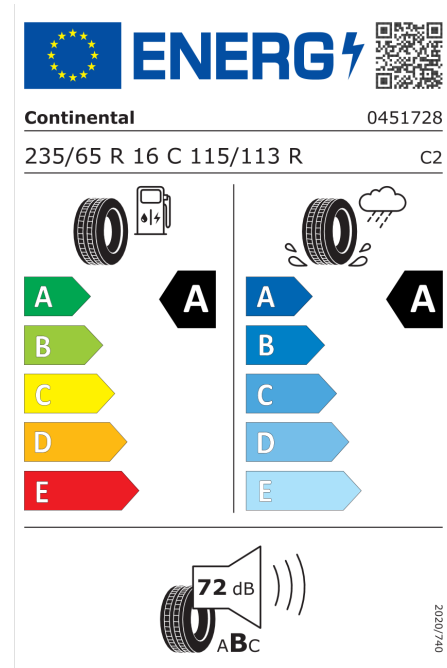 ENERG
Continental 0451728
235/65 R 16 C 115/113 R C2
A A A A
B B
C C
D D
E E
72 dB
ABC
2020/740